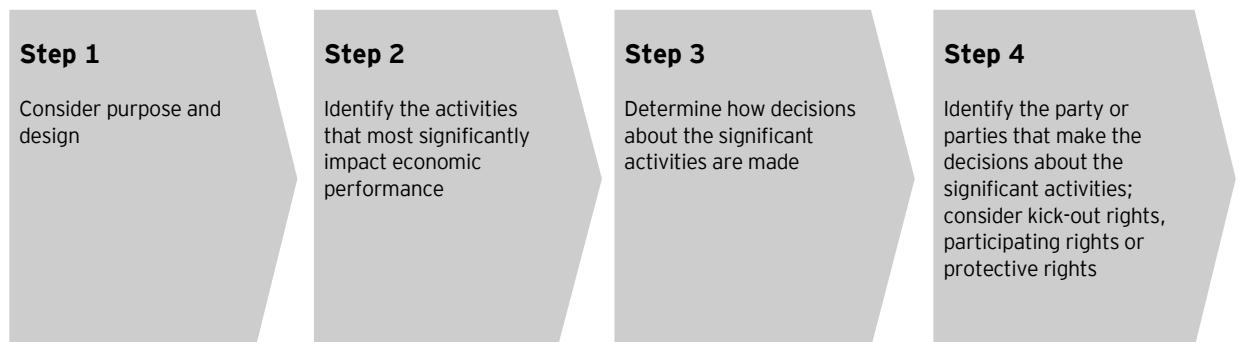 Step 1
Consider purpose and
design
Step 2
Identify the activities
that most significantly
impact economic
performance
Step 3
Determine how decisions
about the significant
activities are made
Step 4
Identify the party or
parties that make the
decisions about the
significant activities;
consider kick-out rights,
participating rights or
protective rights